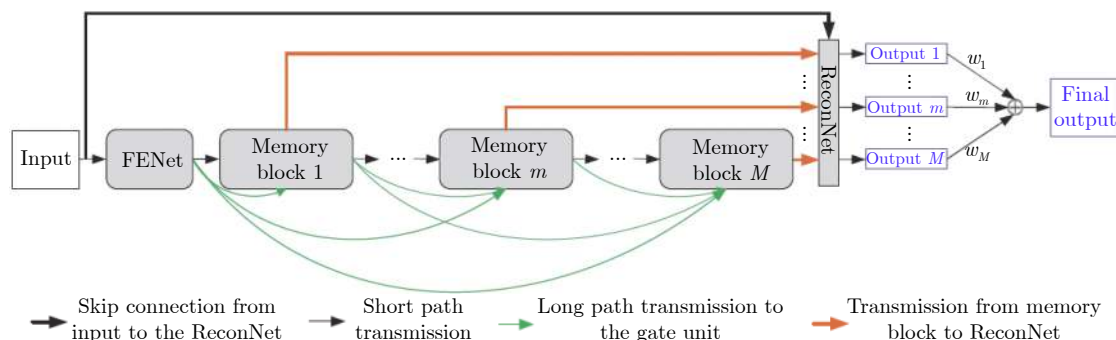 Input
FENet
Memory
block 1
...
Memory
block m
...
Memory
block M
ReconNet
...
...
Output 1
...
Output m
...
Output M
w1
wm
wM
Final
output
Skip connection from
input to the ReconNet
Short path
transmission
Long path transmission to
the gate unit
Transmission from memory
block to ReconNet